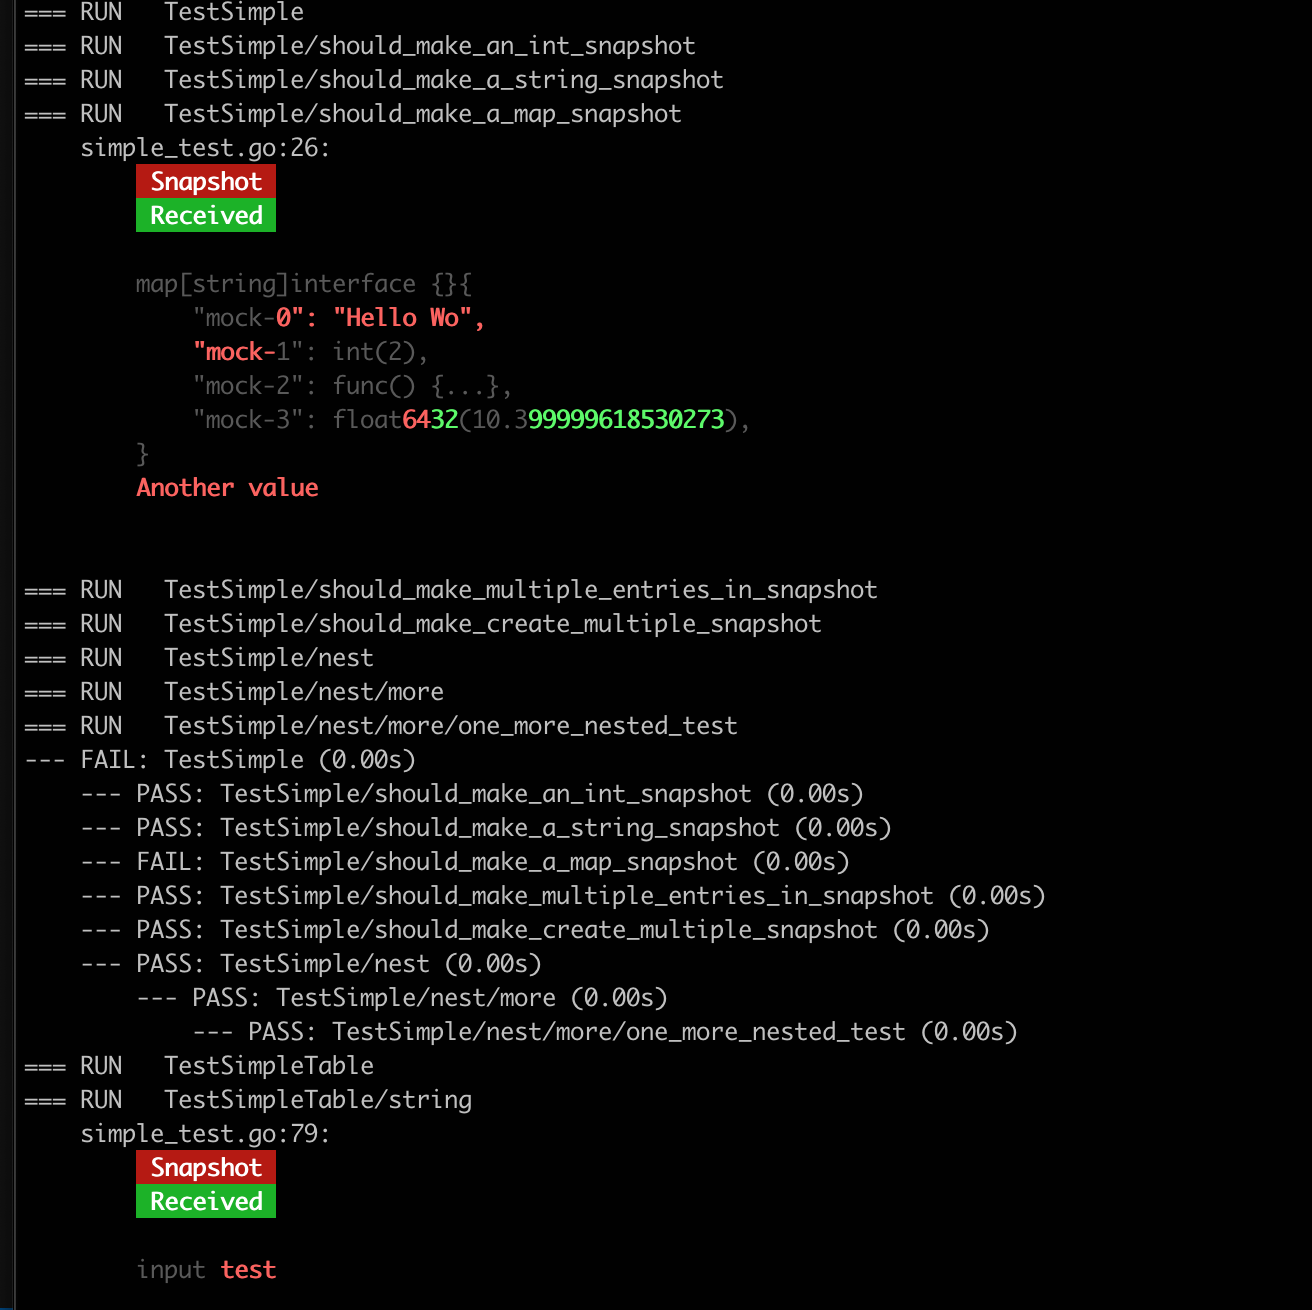 === RUN   TestSimple
=== RUN   TestSimple/should_make_an_int_snapshot
=== RUN   TestSimple/should_make_a_string_snapshot
=== RUN   TestSimple/should_make_a_map_snapshot
    simple_test.go:26:
         Snapshot
         Received

        map[string]interface {}{
            "mock-0": "Hello Wo",
            "mock-1": int(2),
            "mock-2": func() {...},
            "mock-3": float6432(10.399999618530273),
        }
        Another value


=== RUN   TestSimple/should_make_multiple_entries_in_snapshot
=== RUN   TestSimple/should_make_create_multiple_snapshot
=== RUN   TestSimple/nest
=== RUN   TestSimple/nest/more
=== RUN   TestSimple/nest/more/one_more_nested_test
--- FAIL: TestSimple (0.00s)
    --- PASS: TestSimple/should_make_an_int_snapshot (0.00s)
    --- PASS: TestSimple/should_make_a_string_snapshot (0.00s)
    --- FAIL: TestSimple/should_make_a_map_snapshot (0.00s)
    --- PASS: TestSimple/should_make_multiple_entries_in_snapshot (0.00s)
    --- PASS: TestSimple/should_make_create_multiple_snapshot (0.00s)
    --- PASS: TestSimple/nest (0.00s)
        --- PASS: TestSimple/nest/more (0.00s)
            --- PASS: TestSimple/nest/more/one_more_nested_test (0.00s)
=== RUN   TestSimpleTable
=== RUN   TestSimpleTable/string
    simple_test.go:79:
         Snapshot
         Received

        input test